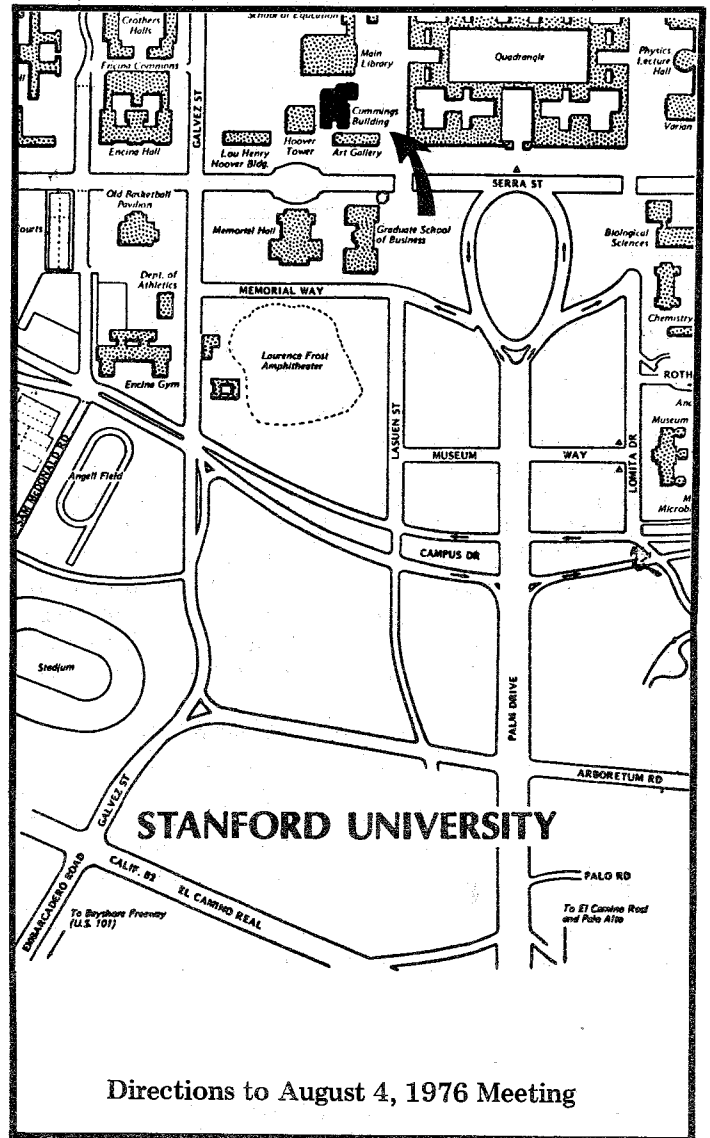 School of Education
Crothers
Halls
Main
Library
Quadrangle
Physics
Lecture
Hall
Encina Commons
GALVEZ ST
Cummings
Building
Varian
Encina Hall
Lou Henry
Hoover Bldg.
Hoover
Tower
Art Gallery
SERRA ST
Old Basketball
Pavilion
ourts
Memorial Hall
Graduate School
of Business
Biological
Sciences
Dept. of
Athletics
MEMORIAL WAY
Chemistry
Laurence Frost
Amphitheater
Encina Gym
ROTH
LASUEN ST
Museum
MUSEUM WAY
LOMITA DR
SAM McDONALD RD
Angell Field
Microb
CAMPUS DR
Stadium
PALM DRIVE
ARBORETUM RD
GALVEZ ST
STANFORD UNIVERSITY
CALIF. 82
EL CAMINO REAL
PALO RD
EMBARCADERO ROAD
To Bayshore Freeway
(U.S. 101)
To El Camino Real
and Palo Alto
Directions to August 4, 1976 Meeting